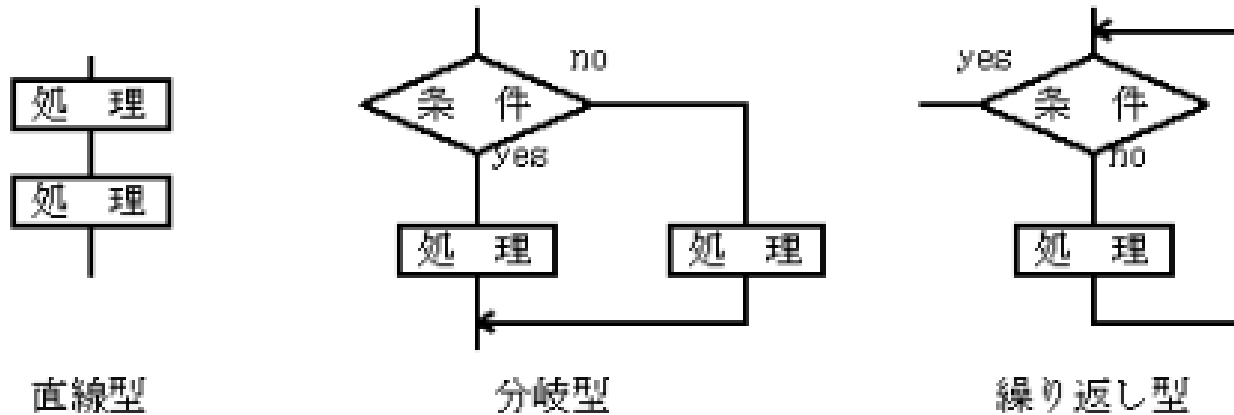 処 理
処 理
直線型
条 件
no
yes
処 理
処 理
分岐型
yes
条 件
no
処 理
繰り返し型